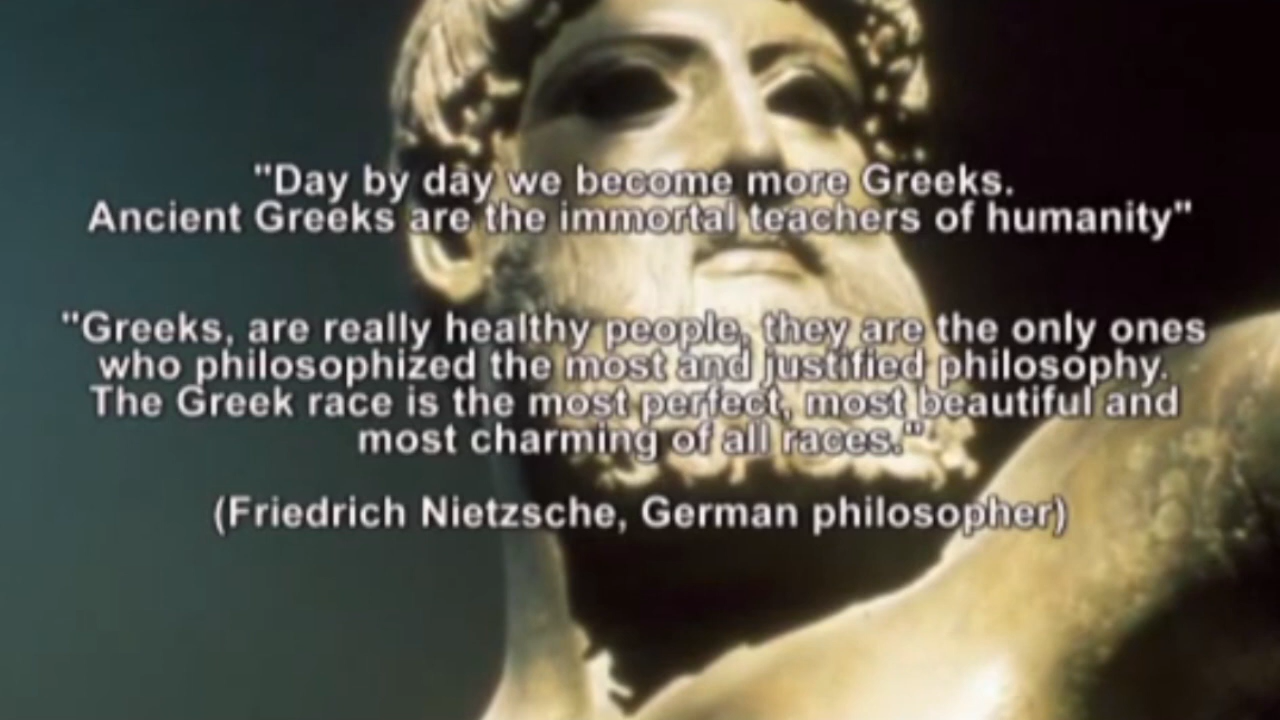 "Day by day we become more Greeks.
Ancient Greeks are the immortal teachers of humanity"
"Greeks, are really healthy people, they are the only ones
who philosophized the most and justified philosophy.
The Greek race is the most perfect, most beautiful and
most charming of all races."
(Friedrich Nietzsche, German philosopher)